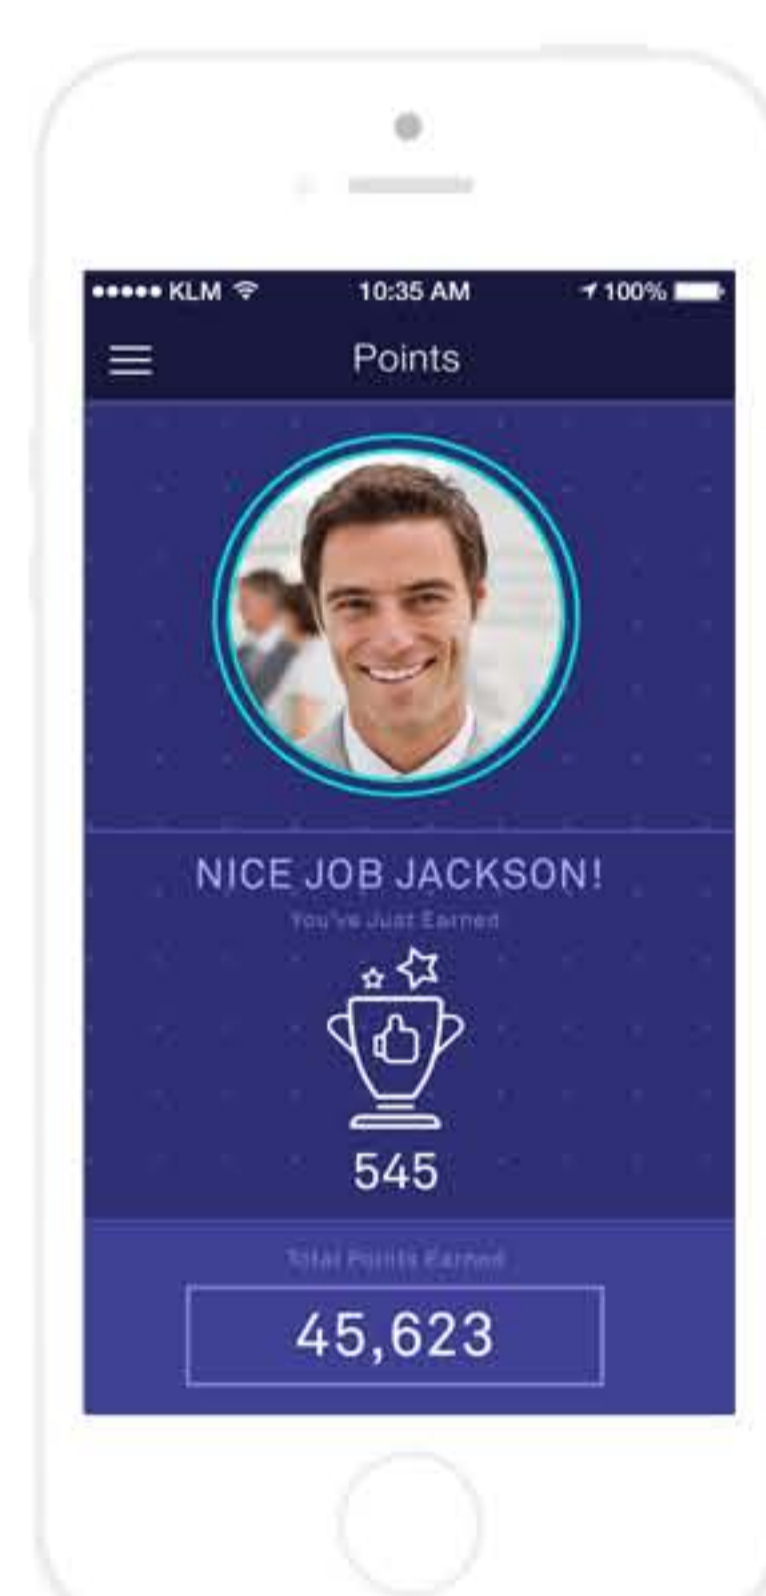 KLM 10:35 AM 100%
Points
NICE JOB JACKSON!
You've Just Earned
545
Total Points Earned
45,623